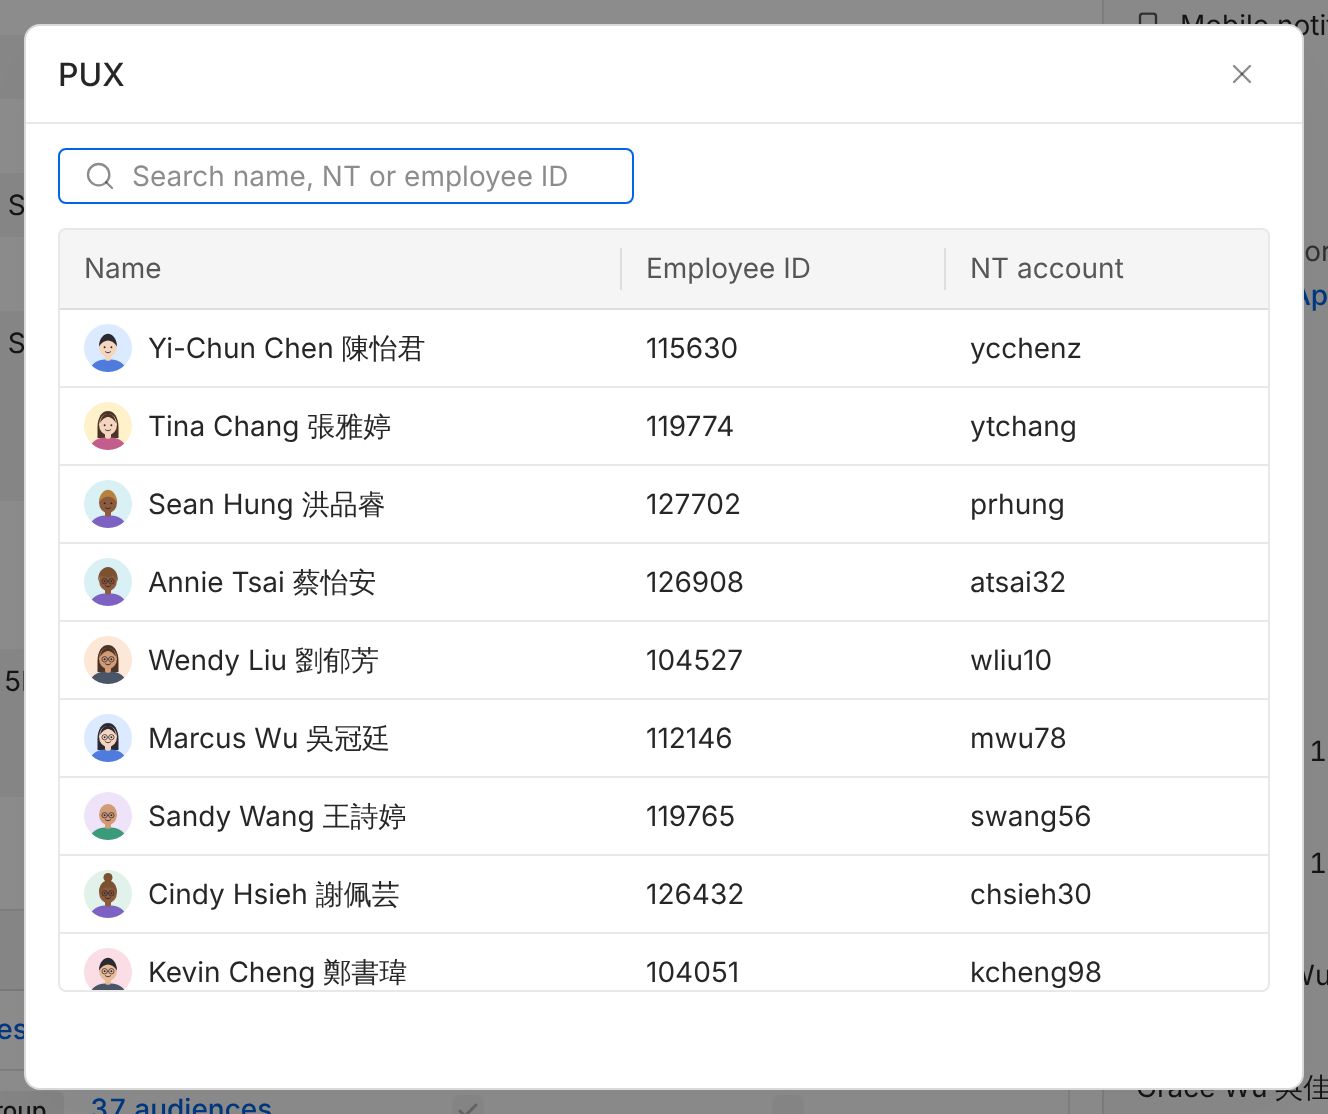 PUX
Search name, NT or employee ID
Name Employee ID NT account
Yi-Chun Chen 陳怡君 115630 ycchenz
Tina Chang 張雅婷 119774 ytchang
Sean Hung 洪品睿 127702 prhung
Annie Tsai 蔡怡安 126908 atsai32
Wendy Liu 劉郁芳 104527 wliu10
Marcus Wu 吳冠廷 112146 mwu78
Sandy Wang 王詩婷 119765 swang56
Cindy Hsieh 謝佩芸 126432 chsieh30
Kevin Cheng 鄭書瑋 104051 kcheng98
37 audiences